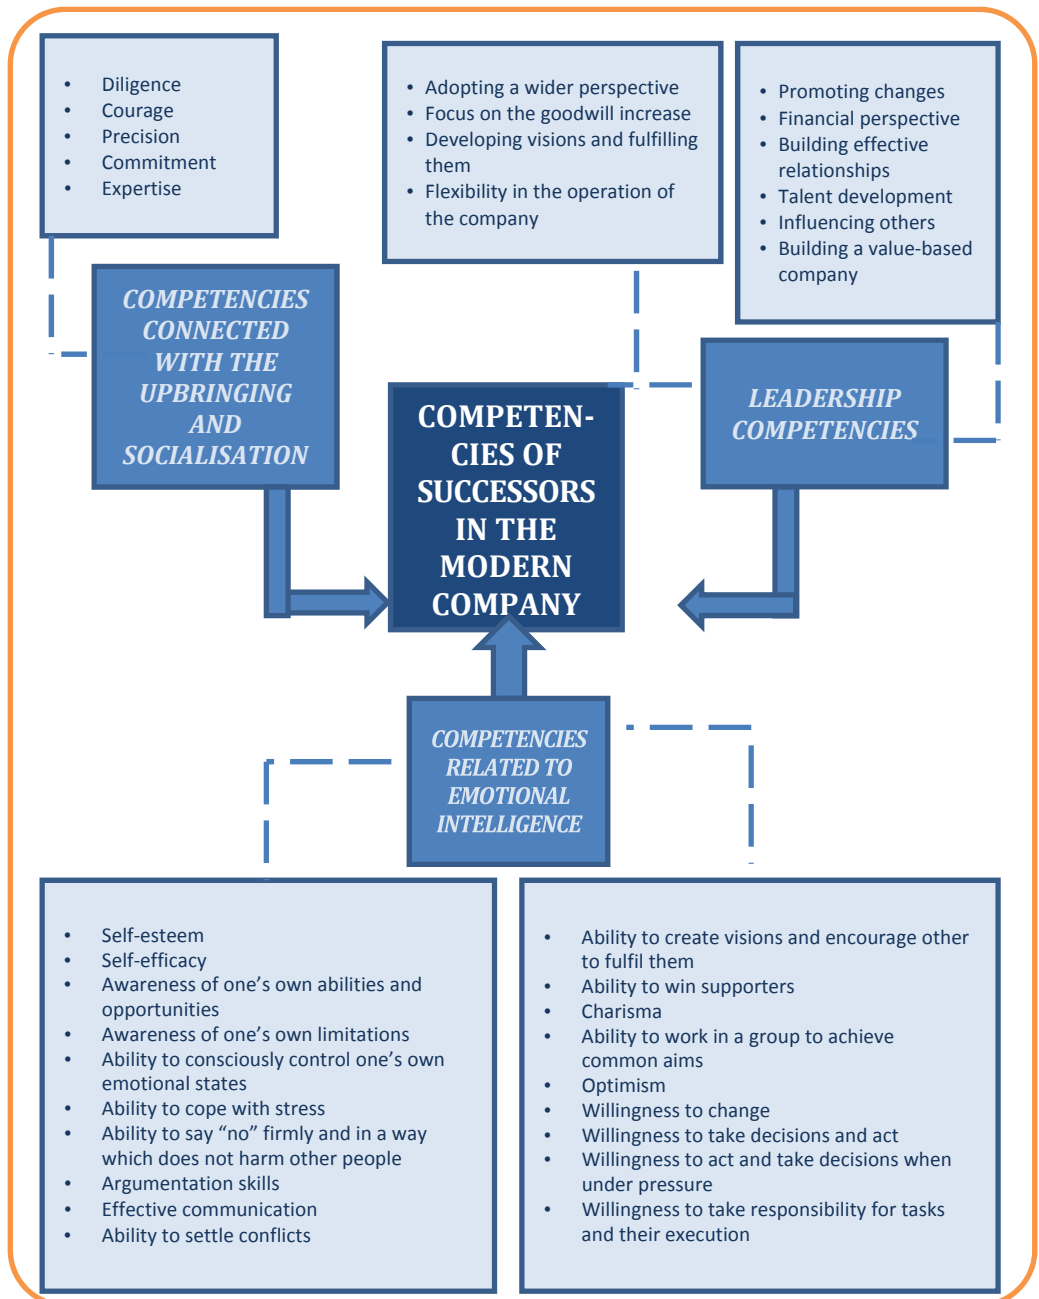 • Diligence
• Courage
• Precision
• Commitment
• Expertise
• Adopting a wider perspective
• Focus on the goodwill increase
• Developing visions and fulfilling
them
• Flexibility in the operation of
the company
• Promoting changes
• Financial perspective
• Building effective
relationships
• Talent development
• Influencing others
• Building a value-based
company
COMPETENCIES
CONNECTED
WITH THE
UPBRINGING
AND
SOCIALISATION
COMPETEN-
CIES OF
SUCCESSORS
IN THE
MODERN
COMPANY
LEADERSHIP
COMPETENCIES
COMPETENCIES
RELATED TO
EMOTIONAL
INTELLIGENCE
• Self-esteem
• Self-efficacy
• Awareness of one’s own abilities and
opportunities
• Awareness of one’s own limitations
• Ability to consciously control one’s own
emotional states
• Ability to cope with stress
• Ability to say “no” firmly and in a way
which does not harm other people
• Argumentation skills
• Effective communication
• Ability to settle conflicts
• Ability to create visions and encourage other
to fulfil them
• Ability to win supporters
• Charisma
• Ability to work in a group to achieve
common aims
• Optimism
• Willingness to change
• Willingness to take decisions and act
• Willingness to act and take decisions when
under pressure
• Willingness to take responsibility for tasks
and their execution